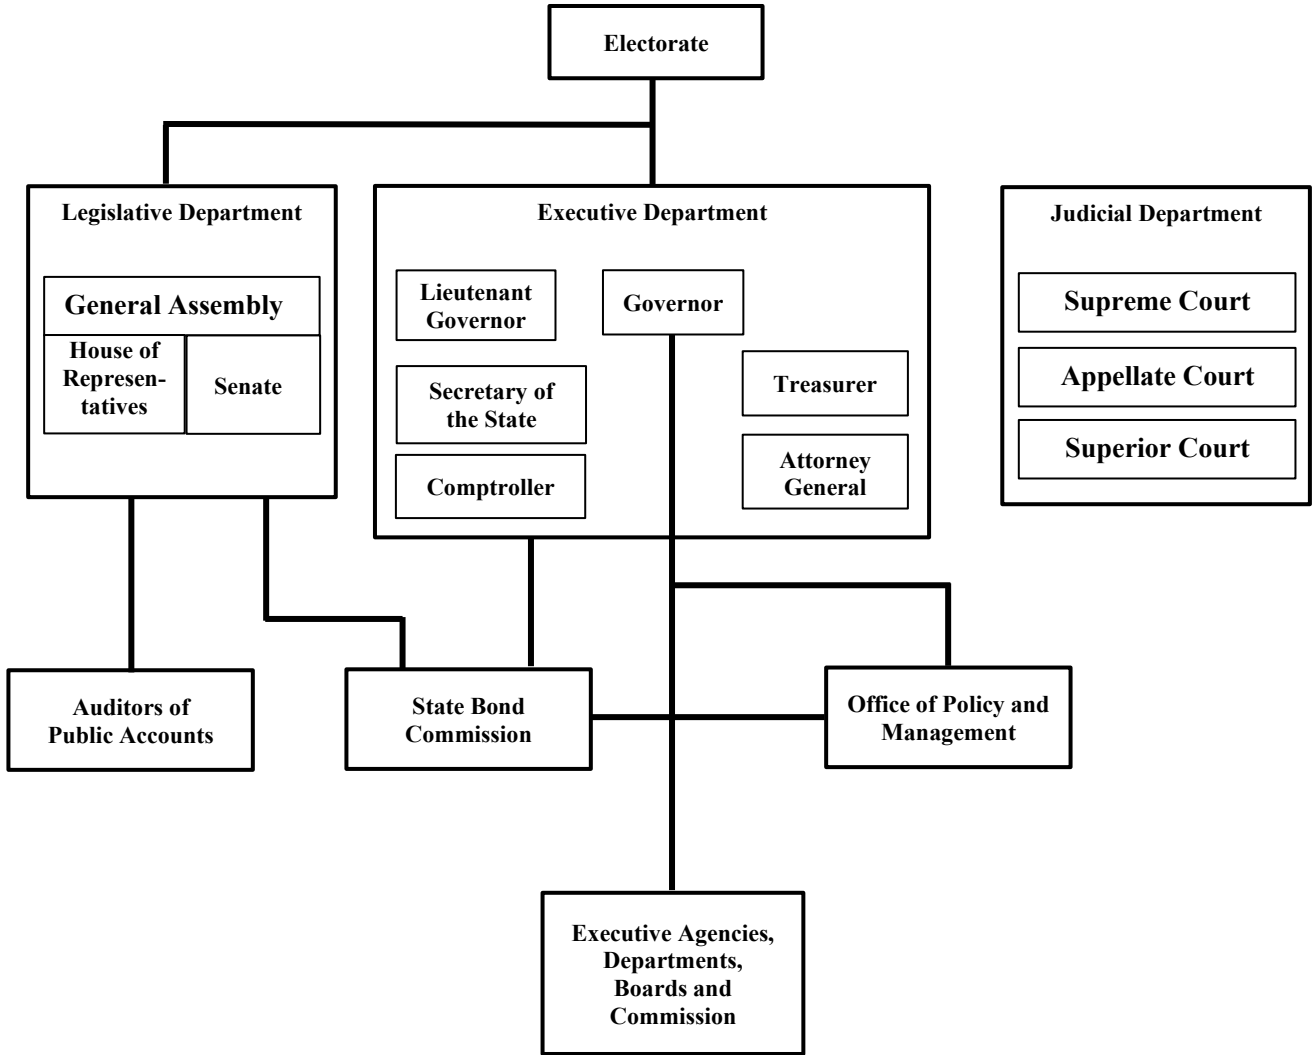 Electorate
Legislative Department
General Assembly
House of
Represen-
tatives
Senate
Executive Department
Lieutenant
Governor
Governor
Secretary of
the State
Treasurer
Comptroller
Attorney
General
Judicial Department
Supreme Court
Appellate Court
Superior Court
Auditors of
Public Accounts
State Bond
Commission
Office of Policy and
Management
Executive Agencies,
Departments,
Boards and
Commission